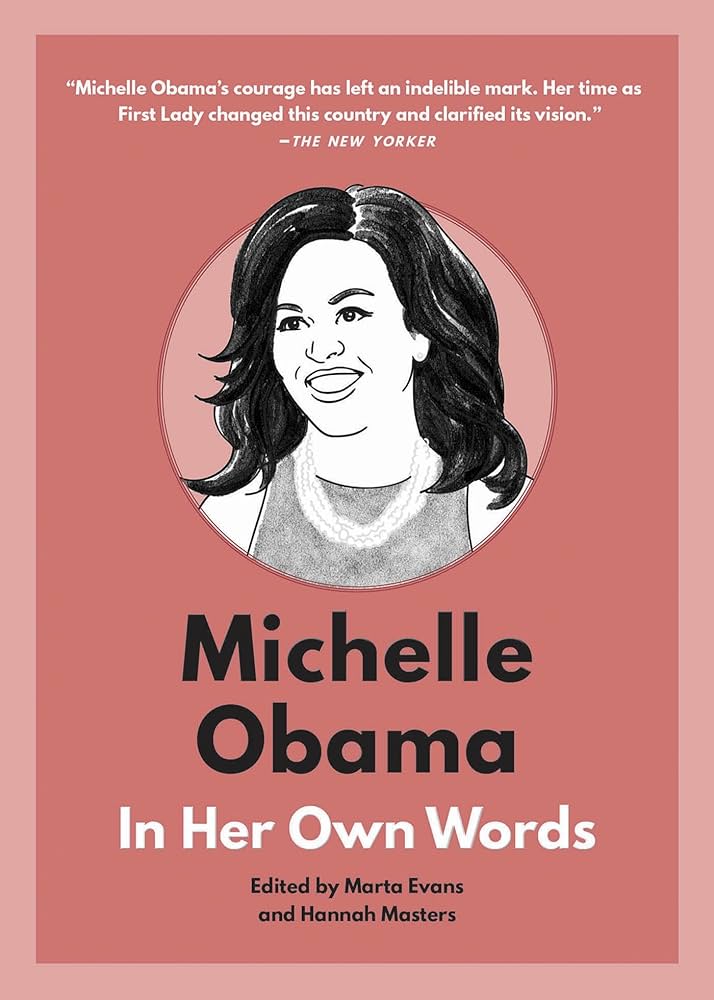 “Michelle Obama’s courage has left an indelible mark. Her time as
First Lady changed this country and clarified its vision.”
—THE NEW YORKER
Michelle
Obama
In Her Own Words
Edited by Marta Evans
and Hannah Masters